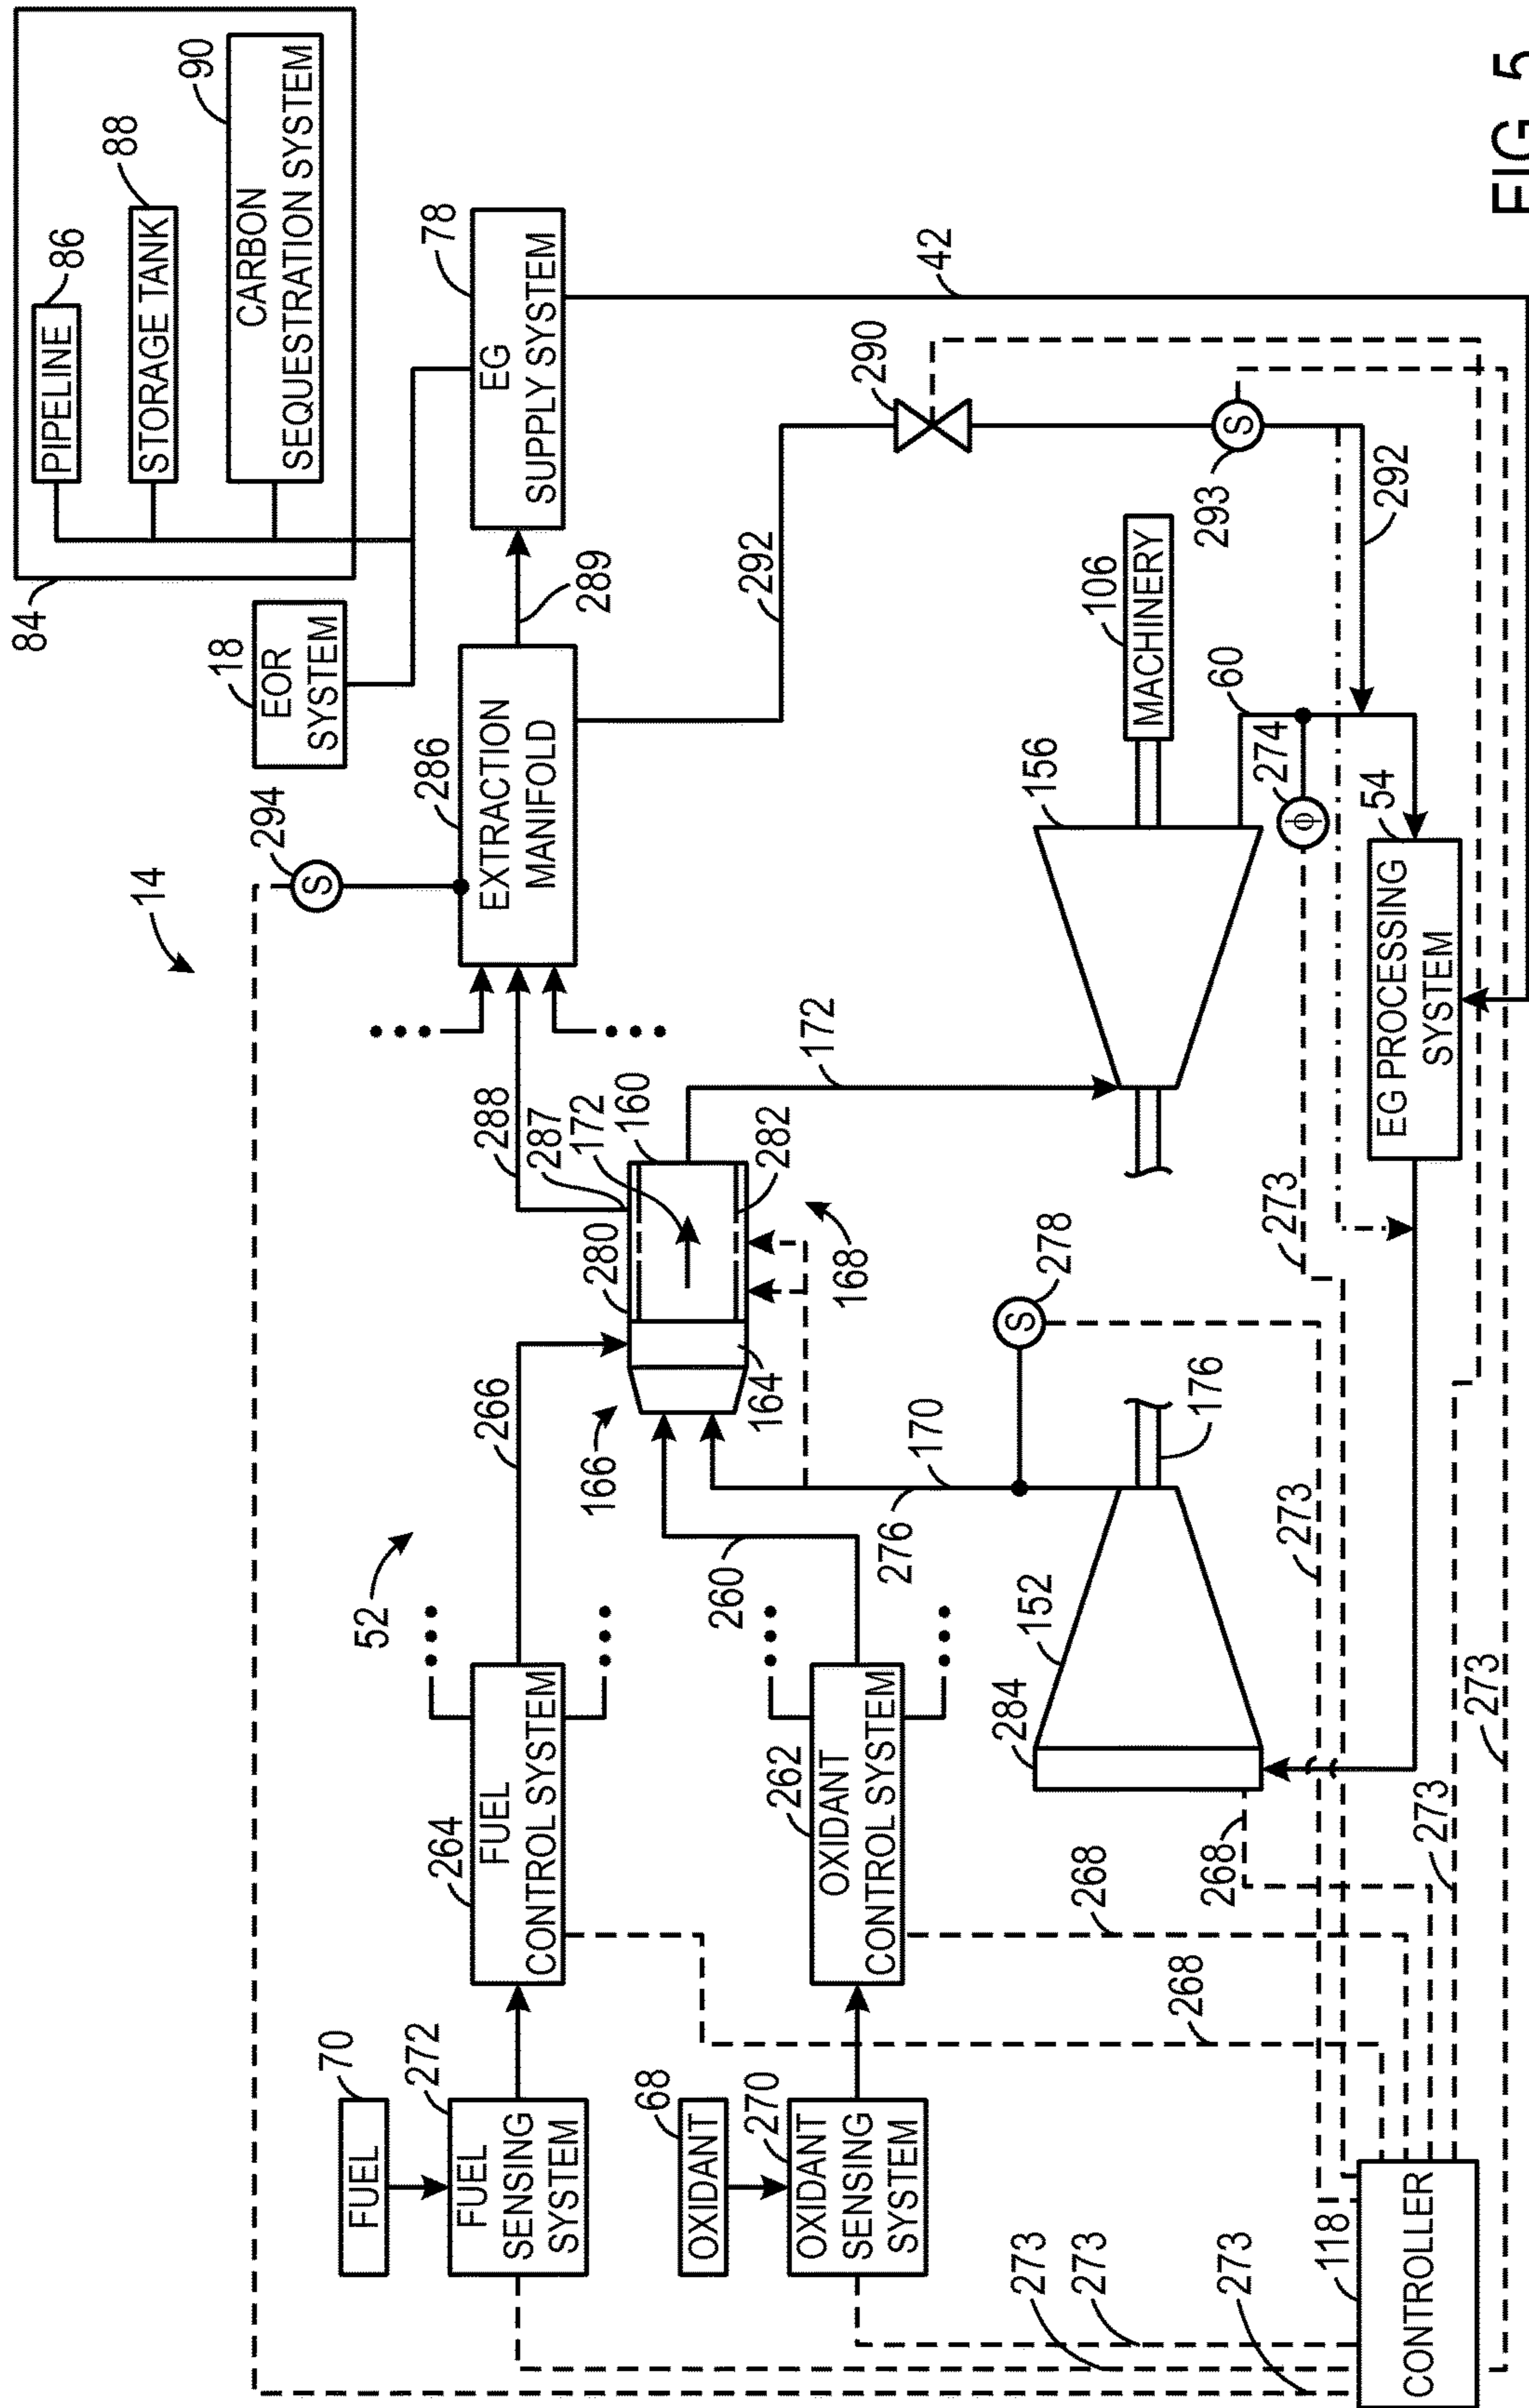 14
84
PIPELINE
86
STORAGE TANK
88
CARBON
SEQUESTRATION SYSTEM
90
18
EOR
SYSTEM
294
S
286
EXTRACTION
MANIFOLD
289
EG
SUPPLY SYSTEM
78
42
292
290
S
293
292
52
70
FUEL
272
FUEL
SENSING
SYSTEM
264
FUEL
CONTROL SYSTEM
266
166
280
287
288
172
160
282
164
168
172
68
OXIDANT
270
OXIDANT
SENSING
SYSTEM
262
OXIDANT
CONTROL SYSTEM
260
276
170
278
S
268
268
268
284
152
176
156
106
MACHINERY
60
274
Φ
54
EG PROCESSING
SYSTEM
273
273
273
273
273
273
273
118
CONTROLLER
FIG. 5